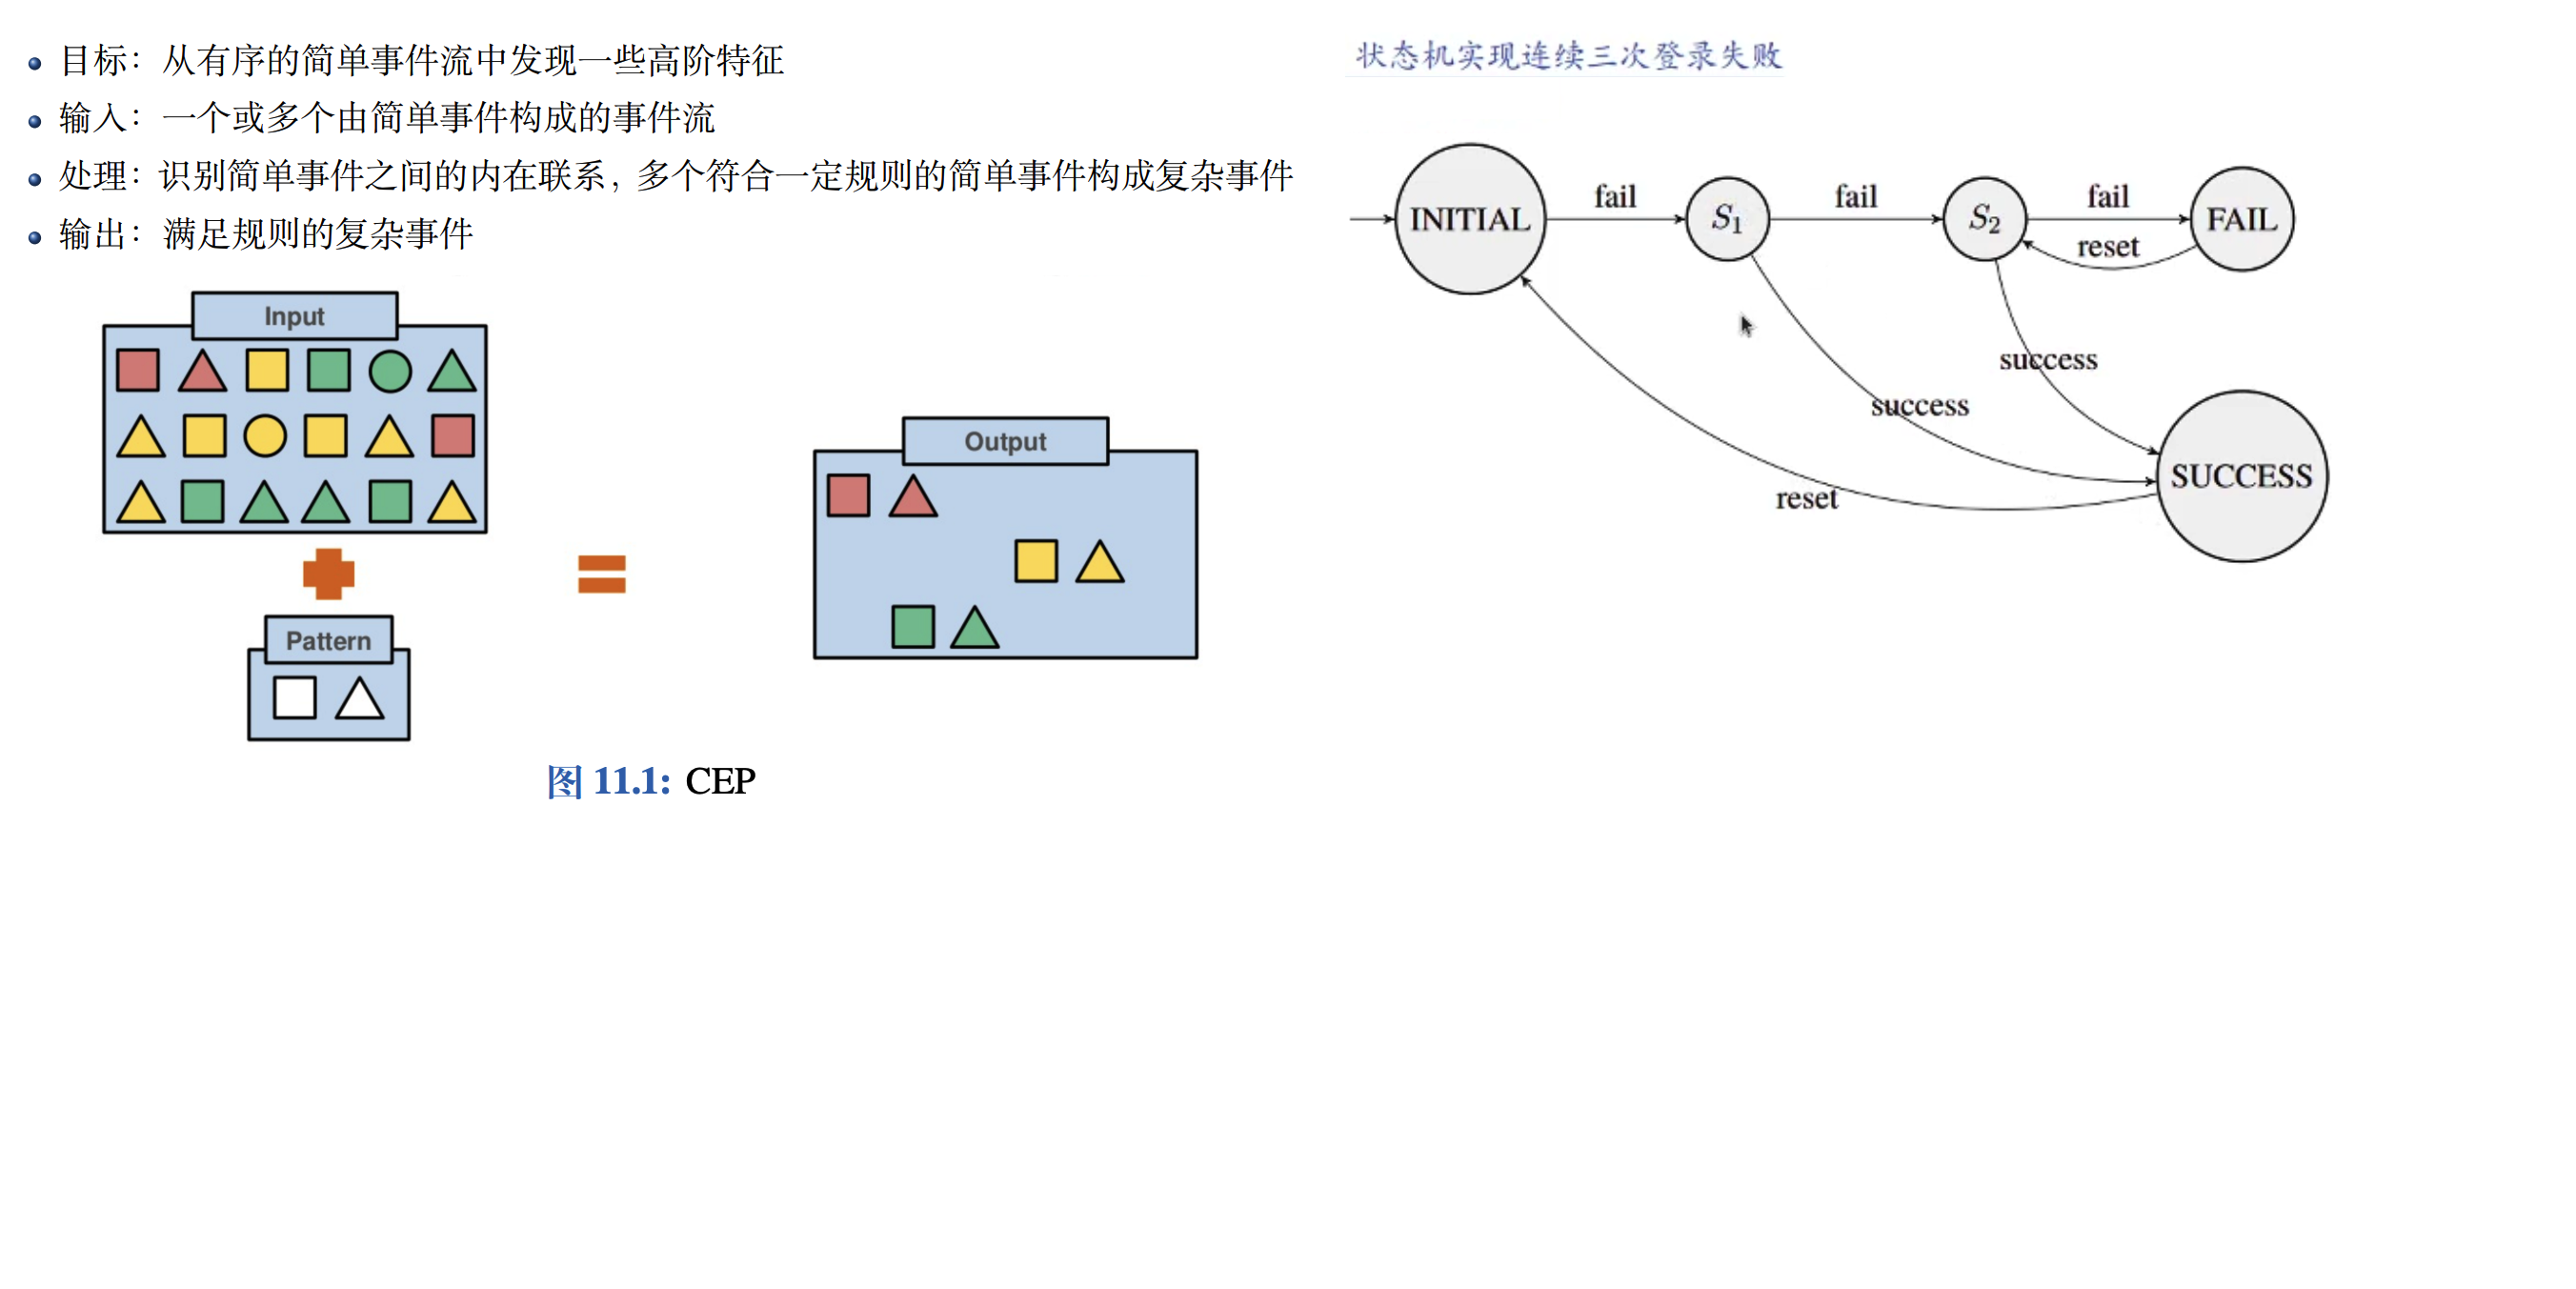 目标：从有序的简单事件流中发现一些高阶特征
输入：一个或多个由简单事件构成的事件流
处理：识别简单事件之间的内在联系，多个符合一定规则的简单事件构成复杂事件
输出：满足规则的复杂事件
Input
Output
Pattern
图 11.1: CEP
状态机实现连续三次登录失败
INITIAL
fail
S₁
fail
S₂
fail
FAIL
reset
success
success
SUCCESS
reset